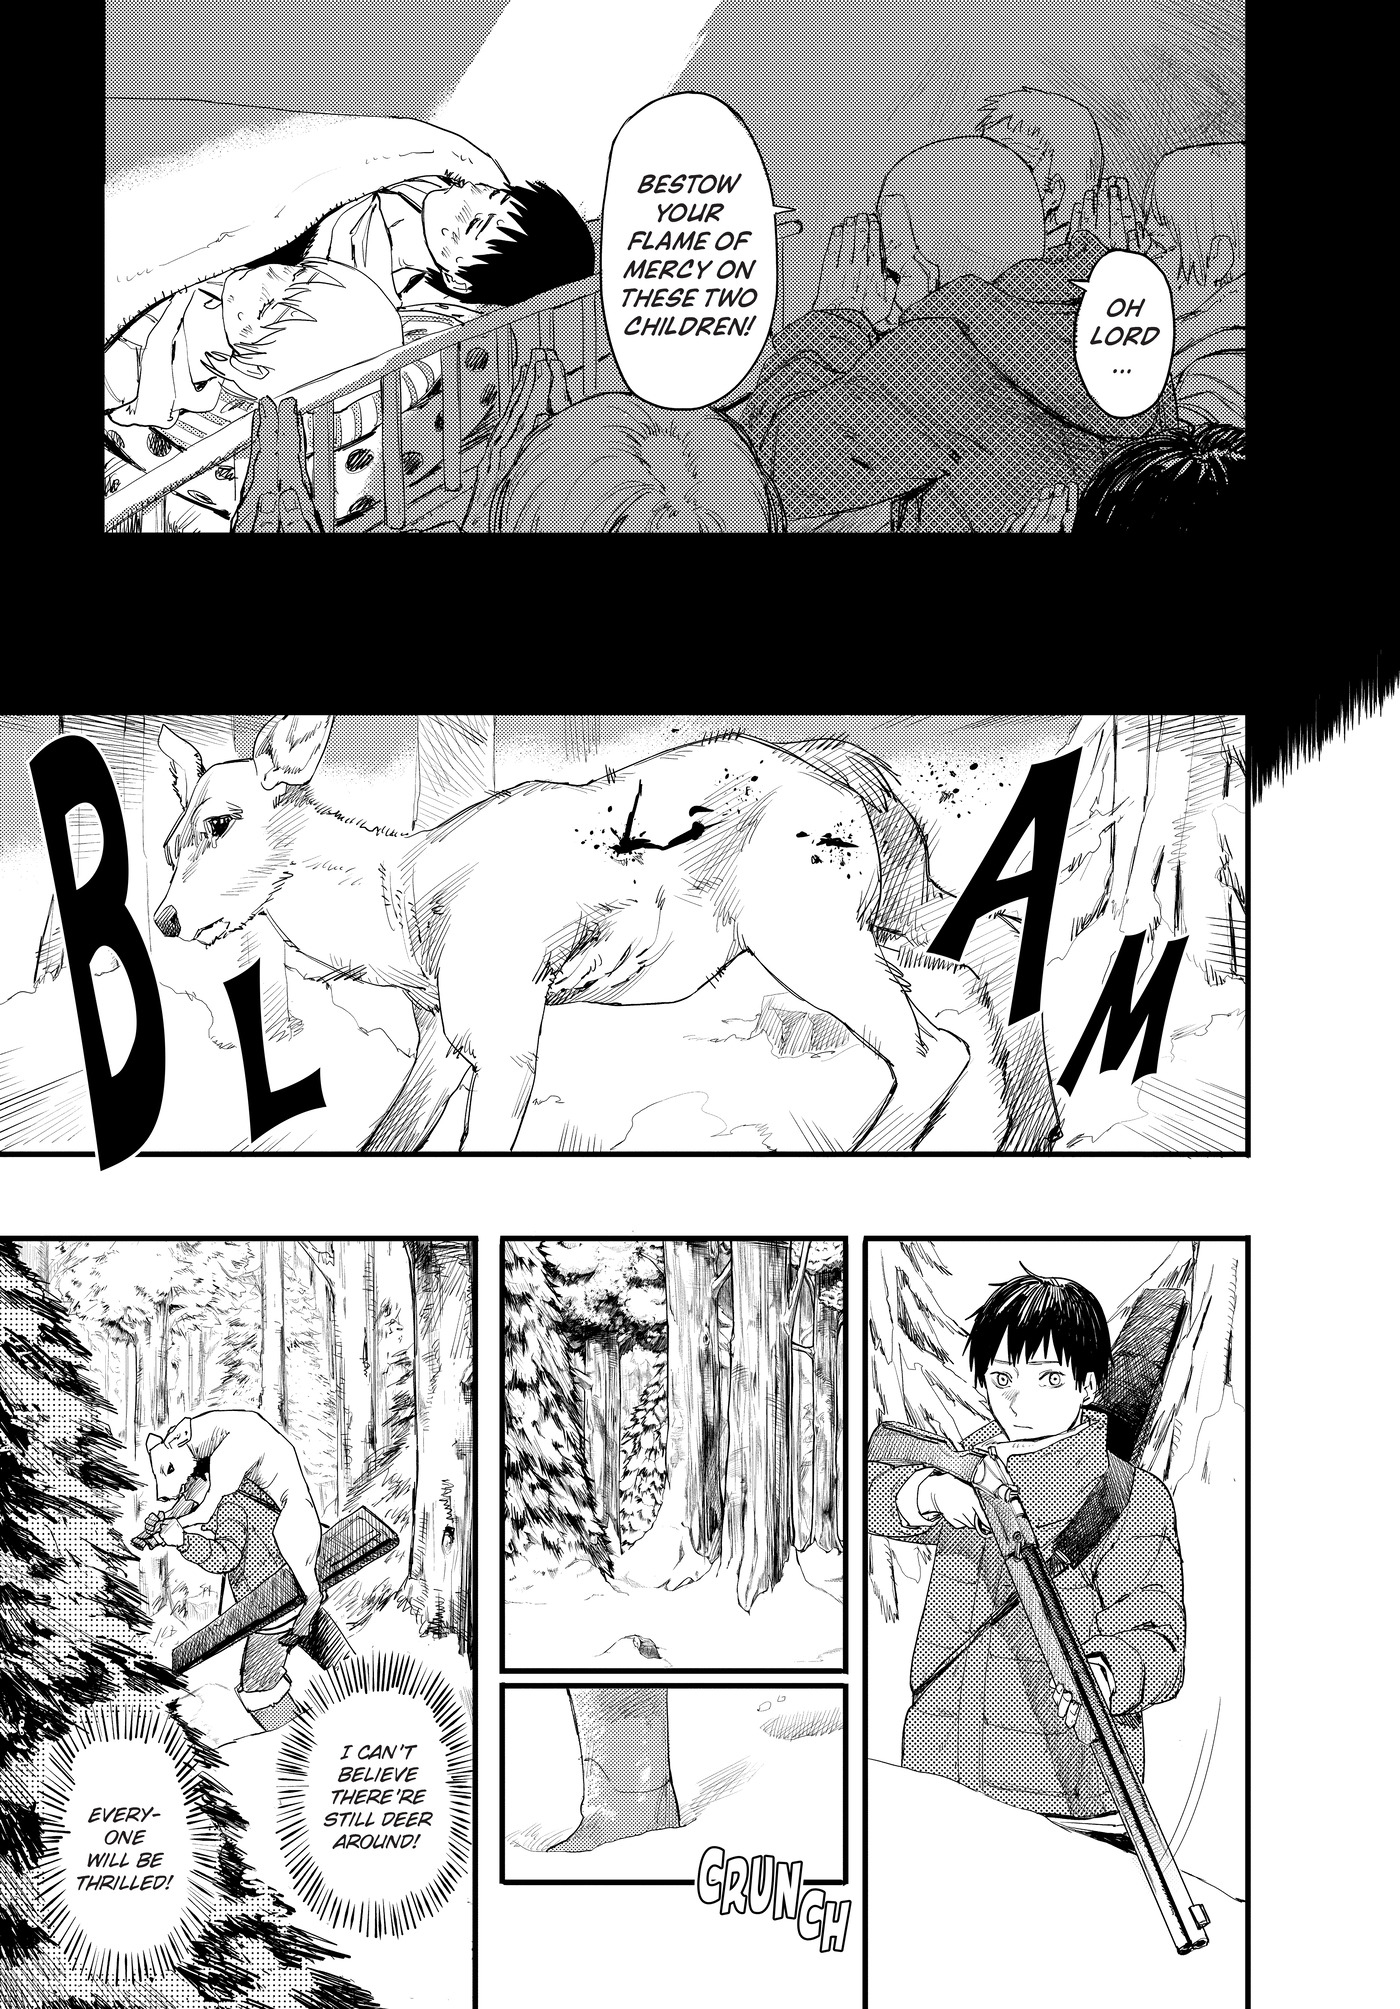 OH
LORD
...
BESTOW
YOUR
FLAME OF
MERCY ON
THESE TWO
CHILDREN!
BLAM
CRUNCH
I CAN'T
BELIEVE
THERE'RE
STILL DEER
AROUND!
EVERY-
ONE
WILL BE
THRILLED!